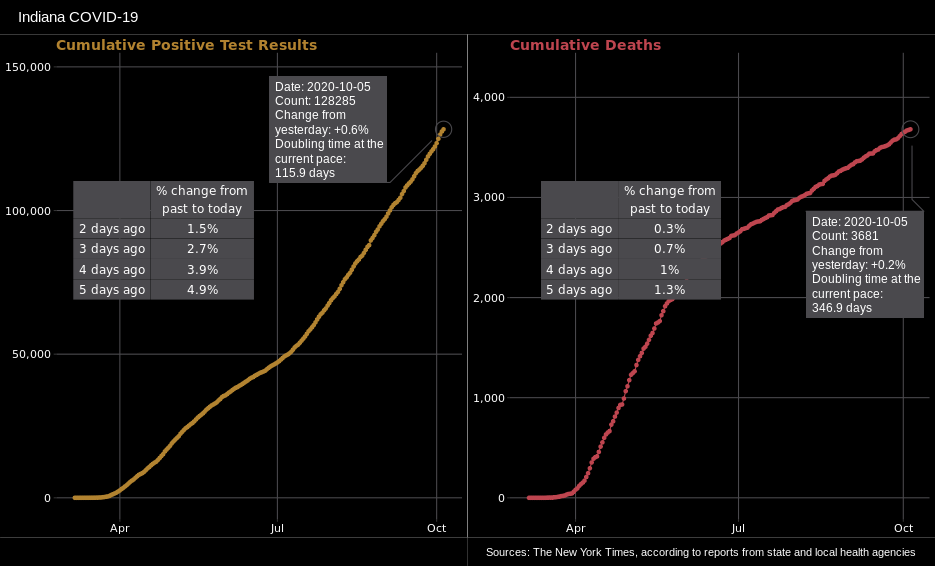 Indiana COVID-19
Cumulative Positive Test Results
150,000
100,000
50,000
0
Date: 2020-10-05
Count: 128285
Change from
yesterday: +0.6%
Doubling time at the
current pace:
115.9 days
% change from
past to today
2 days ago 1.5%
3 days ago 2.7%
4 days ago 3.9%
5 days ago 4.9%
Apr Jul Oct
Cumulative Deaths
4,000
3,000
2,000
1,000
0
% change from
past to today
2 days ago 0.3%
3 days ago 0.7%
4 days ago 1%
5 days ago 1.3%
Date: 2020-10-05
Count: 3681
Change from
yesterday: +0.2%
Doubling time at the
current pace:
346.9 days
Apr Jul Oct
Sources: The New York Times, according to reports from state and local health agencies